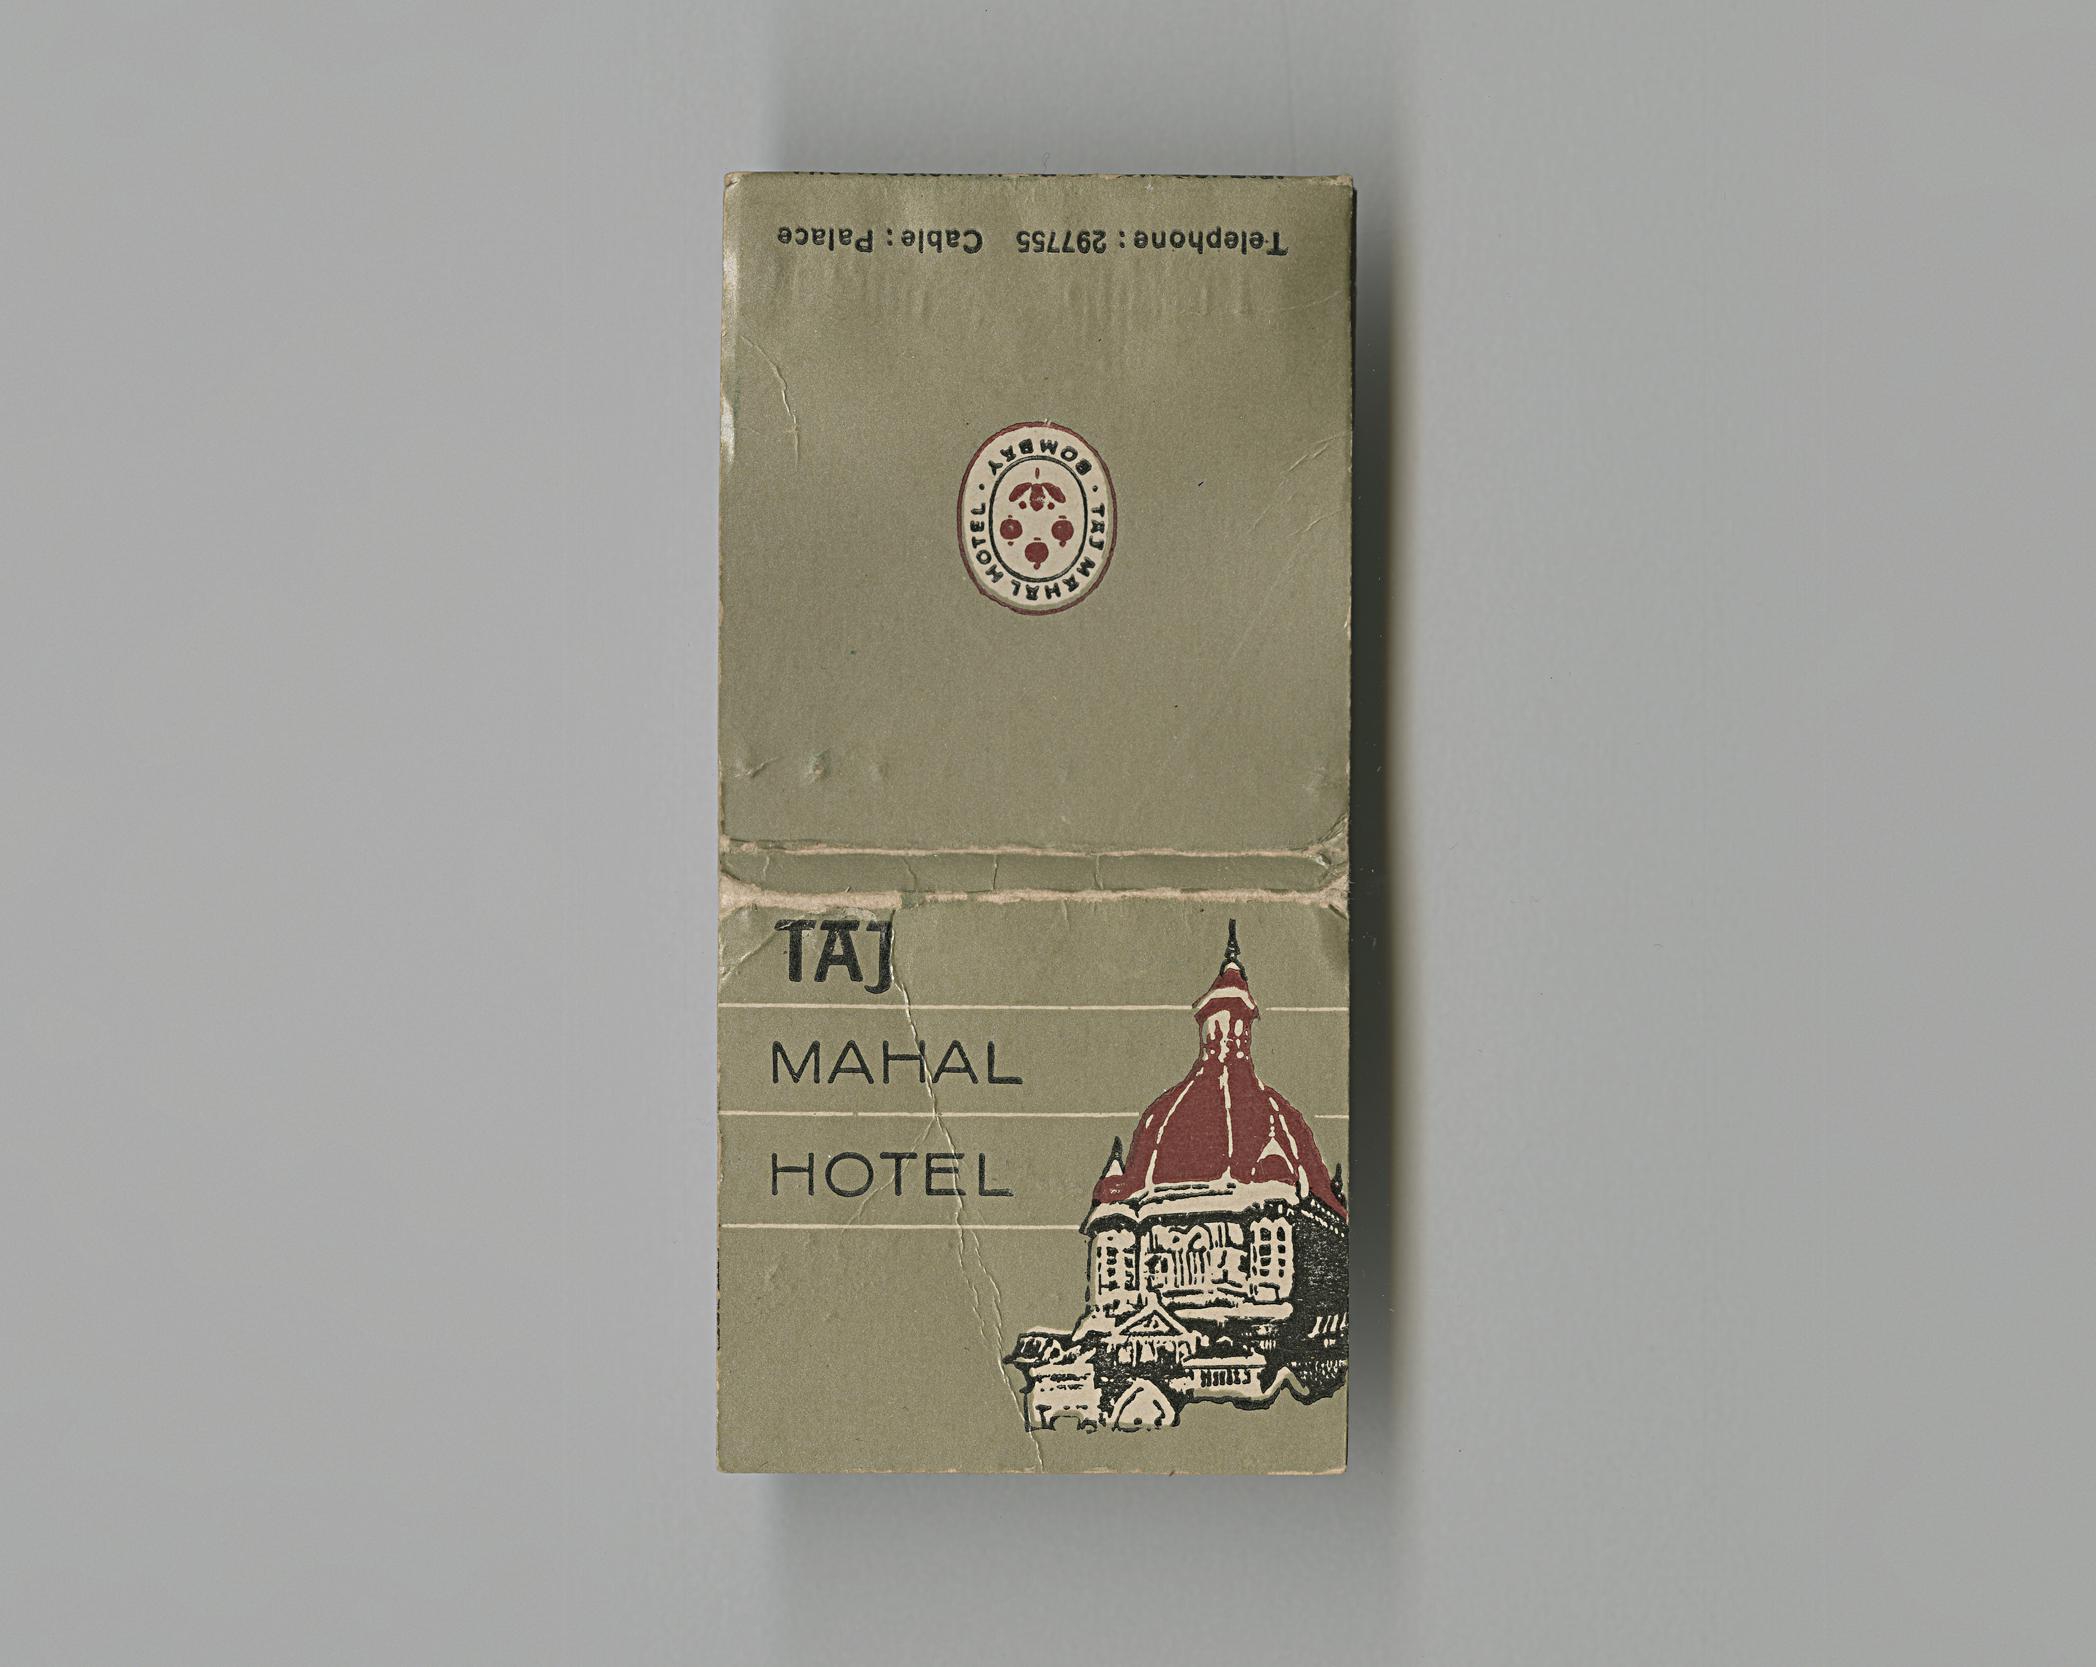 Telephone: 297755 Cable: Palace
TAJ MAHAL HOTEL · BOMBAY ·
TAJ
MAHAL
HOTEL